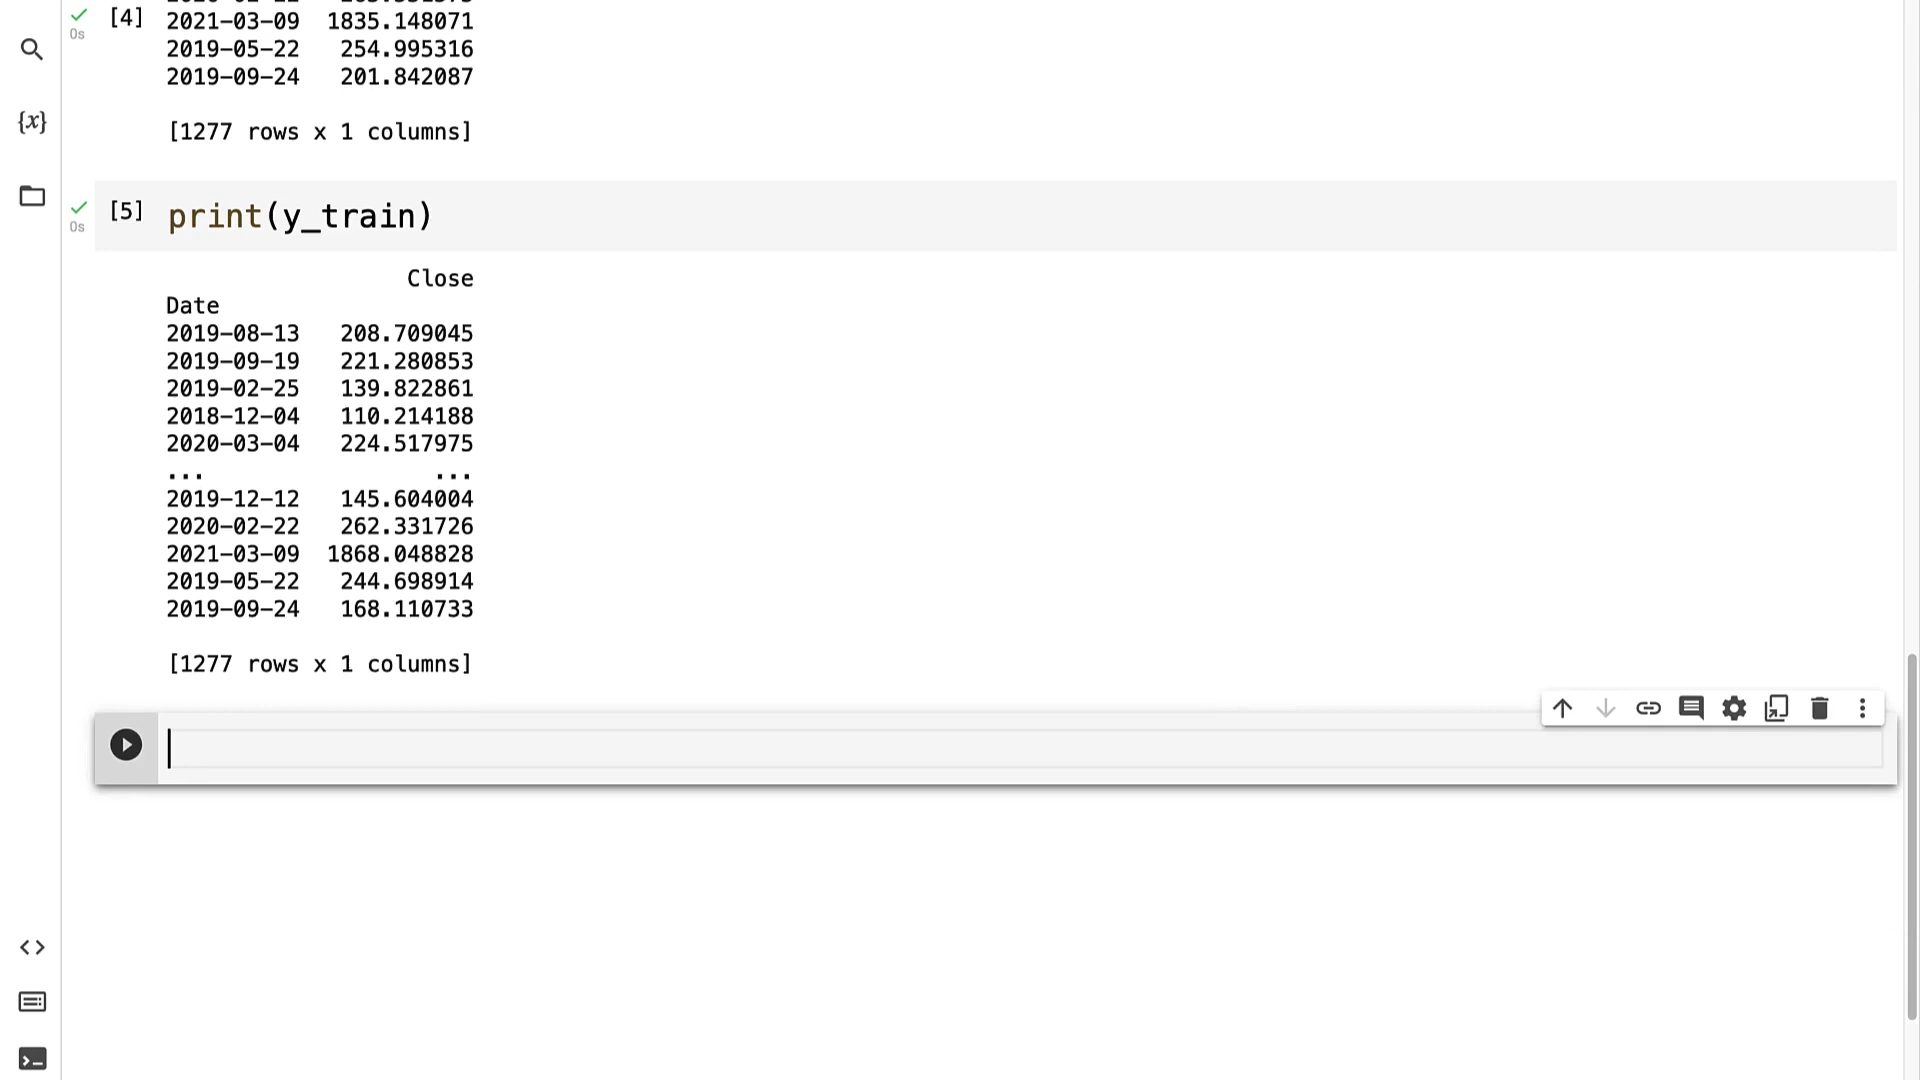 [4]
0s
2021-03-09 1835.148071
2019-05-22 254.995316
2019-09-24 201.842087
[1277 rows x 1 columns]
{x}
[5] print(y_train)
0s
Close
Date
2019-08-13 208.709045
2019-09-19 221.280853
2019-02-25 139.822861
2018-12-04 110.214188
2020-03-04 224.517975
... ...
2019-12-12 145.604004
2020-02-22 262.331726
2021-03-09 1868.048828
2019-05-22 244.698914
2019-09-24 168.110733
[1277 rows x 1 columns]